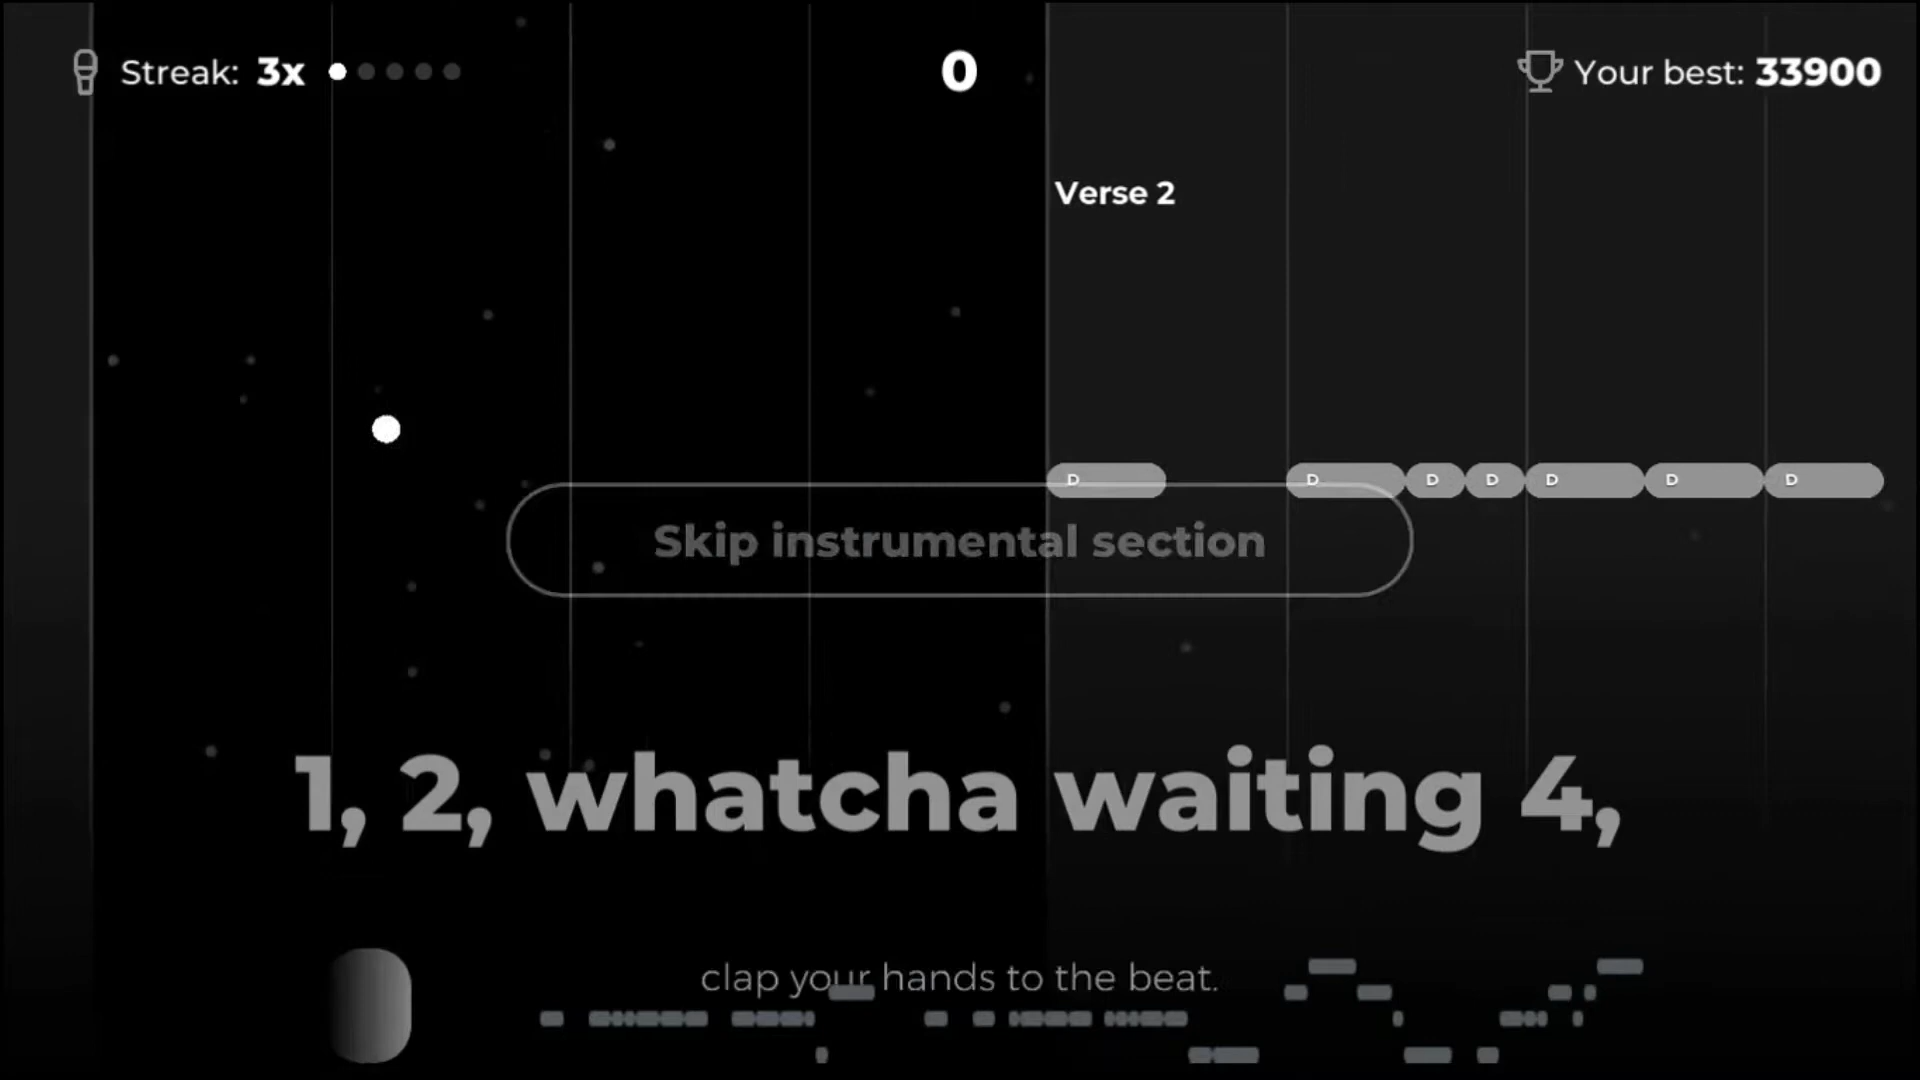 Streak: 3x
0
Your best: 33900
Verse 2
D D D D D D D
Skip instrumental section
1, 2, whatcha waiting 4,
clap your hands to the beat.